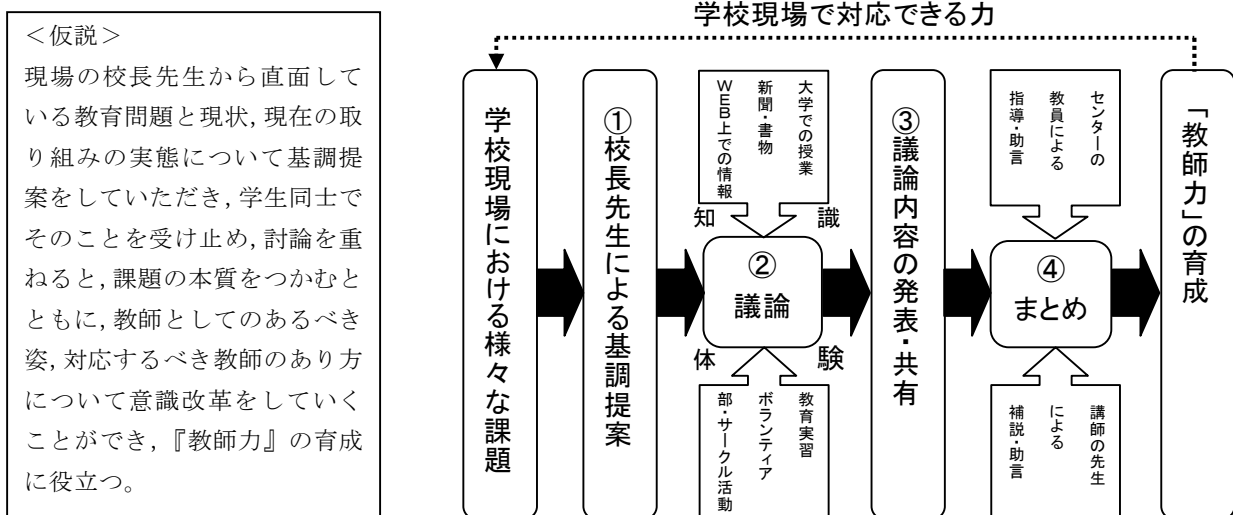 ＜仮説＞
現場の校長先生から直面して
いる教育問題と現状,現在の取
り組みの実態について基調提
案をしていただき,学生同士で
そのことを受け止め,討論を重
ねると,課題の本質をつかむと
ともに,教師としてのあるべき
姿,対応するべき教師のあり方
について意識改革をしていく
ことができ,『教師力』の育成
に役立つ。
学校現場で対応できる力
学校現場における様々な課題
①校長先生による基調提案
大学での授業
新聞・書物
ＷＥＢ上での情報
知識
②
議論
体験
教育実習
ボランティア
部・サークル活動
③議論内容の発表・共有
センターの
教員による
指導・助言
④
まとめ
講師の先生
による
補説・助言
「教師力」の育成